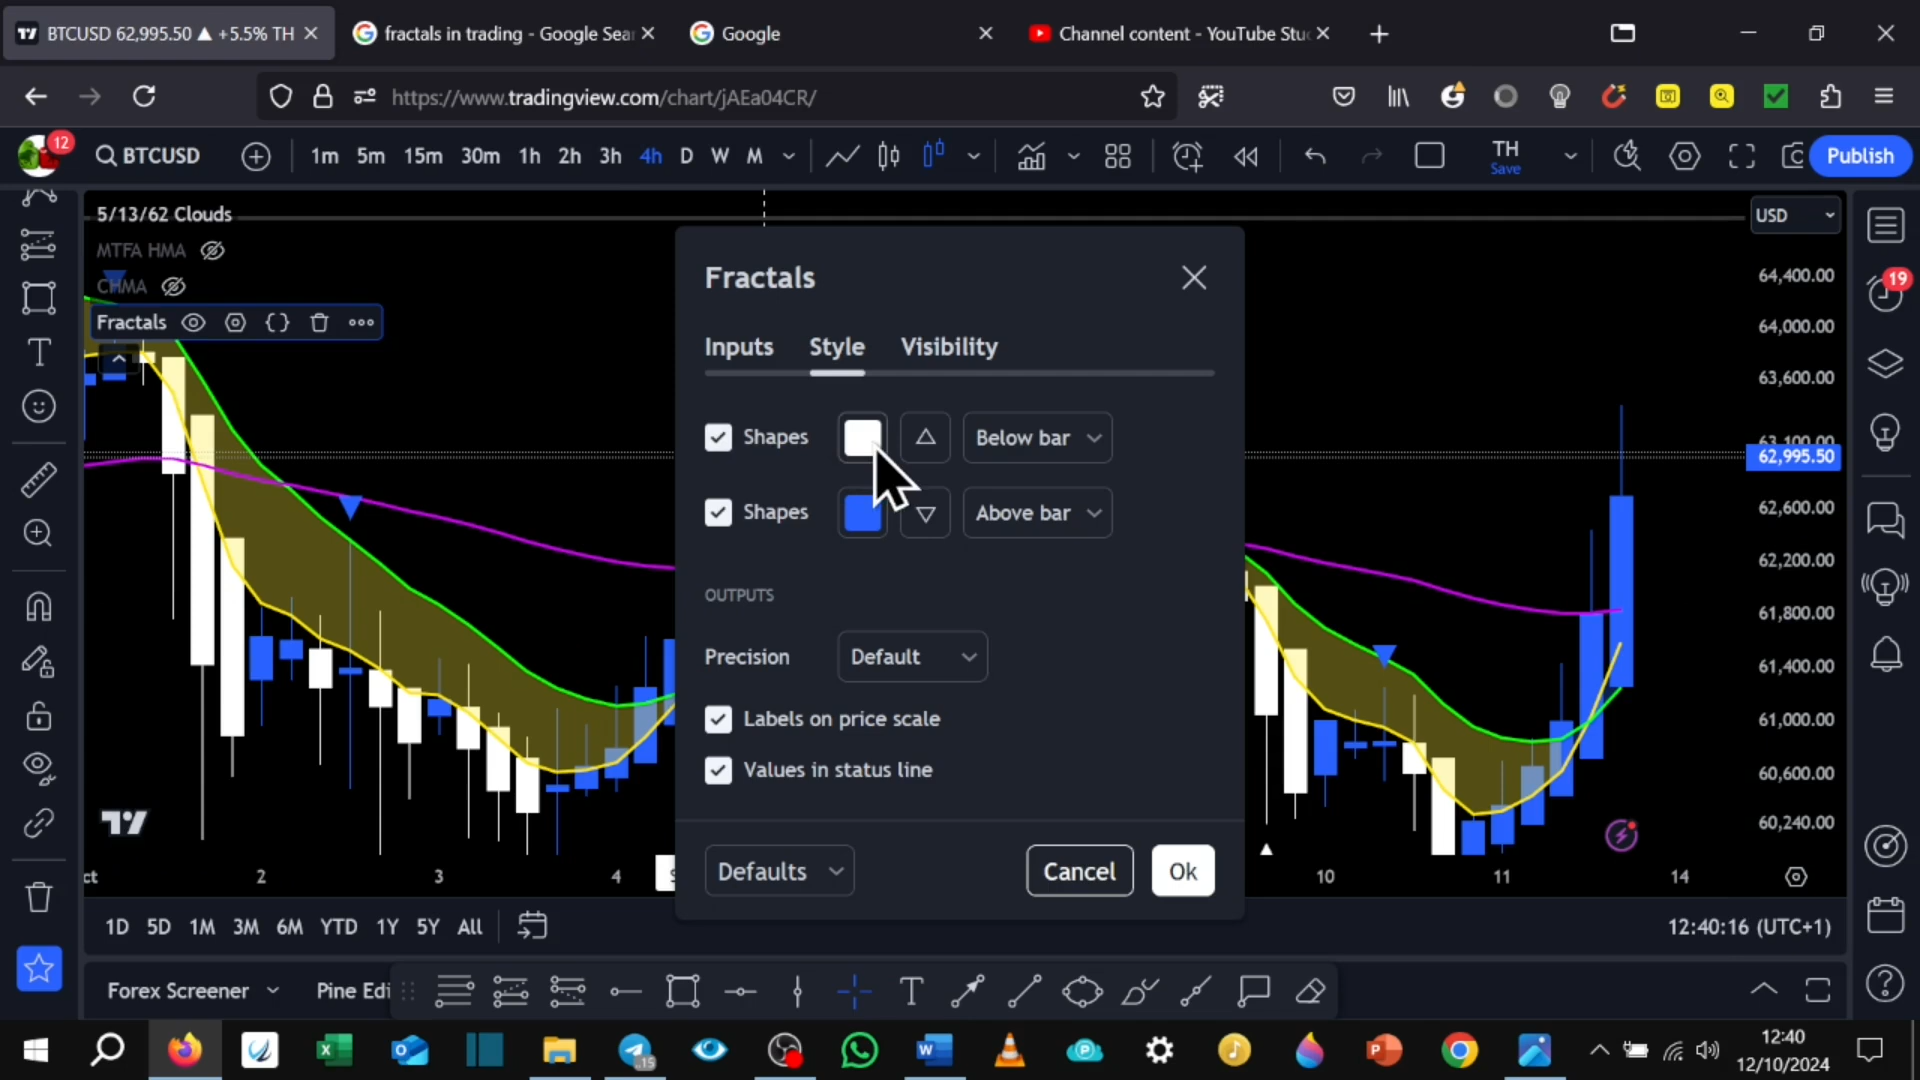 BTCUSD 62,995.50 ▲ +5.5% TH
fractals in trading - Google Sear
Google
Channel content - YouTube Stu
https://www.tradingview.com/chart/jAEa04CR/
12
BTCUSD
1m 5m 15m 30m 1h 2h 3h 4h D W M
TH
Save
Publish
5/13/62 Clouds
MTFA HMA
CHMA
Fractals
USD
64,400.00
64,000.00
63,600.00
63,100.00
62,995.50
62,600.00
62,200.00
61,800.00
61,400.00
61,000.00
60,600.00
60,240.00
19
Fractals
Inputs Style Visibility
Shapes Below bar
Shapes Above bar
OUTPUTS
Precision Default
Labels on price scale
Values in status line
Defaults Cancel Ok
ct 2 3 4 10 11 14
1D 5D 1M 3M 6M YTD 1Y 5Y All
12:40:16 (UTC+1)
Forex Screener Pine Edi
15
12:40
12/10/2024